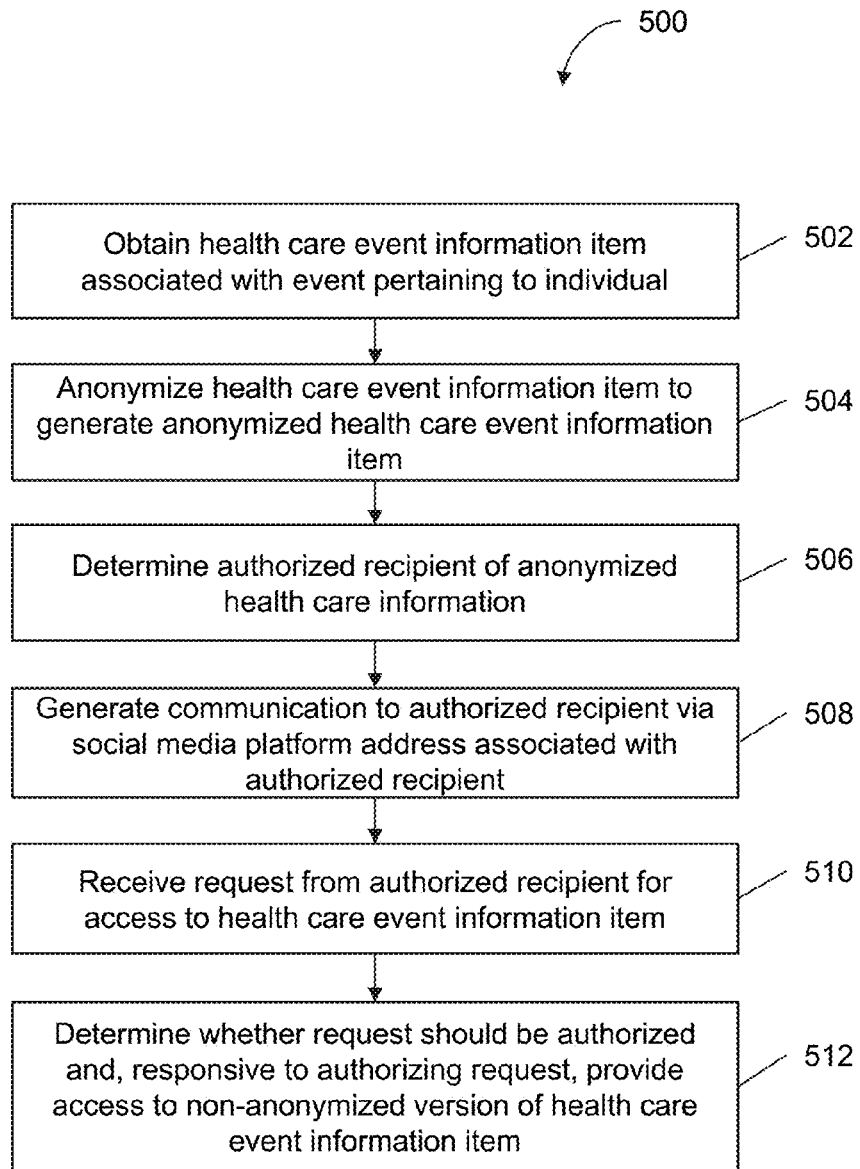 500
Obtain health care event information item
associated with event pertaining to individual
502
Anonymize health care event information item to
generate anonymized health care event information
item
504
Determine authorized recipient of anonymized
health care information
506
Generate communication to authorized recipient via
social media platform address associated with
authorized recipient
508
Receive request from authorized recipient for
access to health care event information item
510
Determine whether request should be authorized
and, responsive to authorizing request, provide
access to non-anonymized version of health care
event information item
512